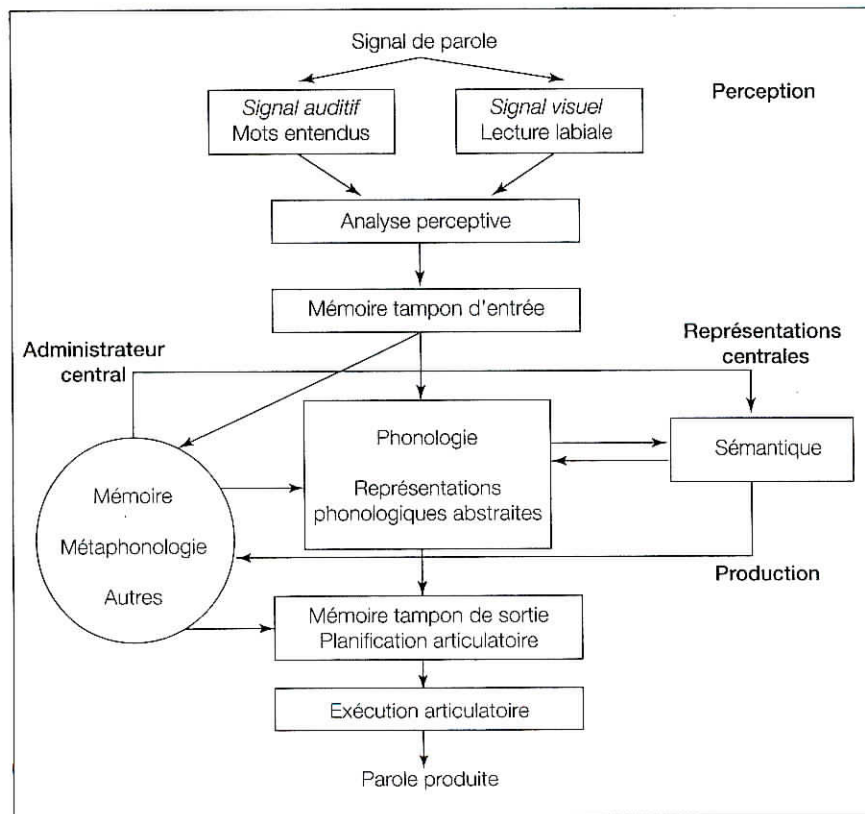 Signal de parole
Perception
Signal auditif
Mots entendus
Signal visuel
Lecture labiale
Analyse perceptive
Mémoire tampon d'entrée
Administrateur
central
Représentations
centrales
Phonologie
Représentations
phonologiques abstraites
Sémantique
Mémoire
Métaphonologie
Autres
Production
Mémoire tampon de sortie
Planification articulatoire
Exécution articulatoire
Parole produite